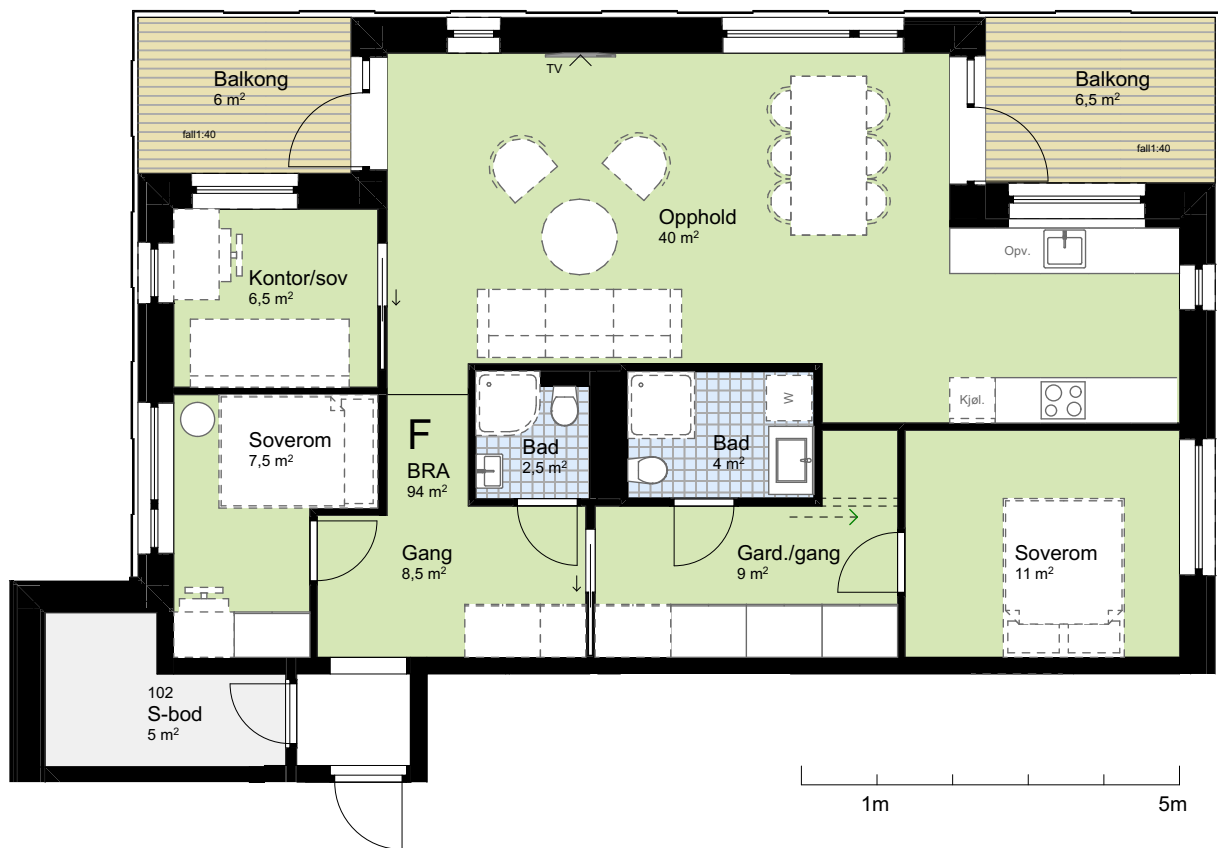 TV
Balkong
6 m²
fall1:40
Balkong
6,5 m²
fall1:40
Opphold
40 m²
Opv.
Kontor/sov
6,5 m²
Kjøl.
W
Soverom
7,5 m²
F
BRA
94 m²
Bad
2,5 m²
Bad
4 m²
Gang
8,5 m²
Gard./gang
9 m²
Soverom
11 m²
102
S-bod
5 m²
1m
5m